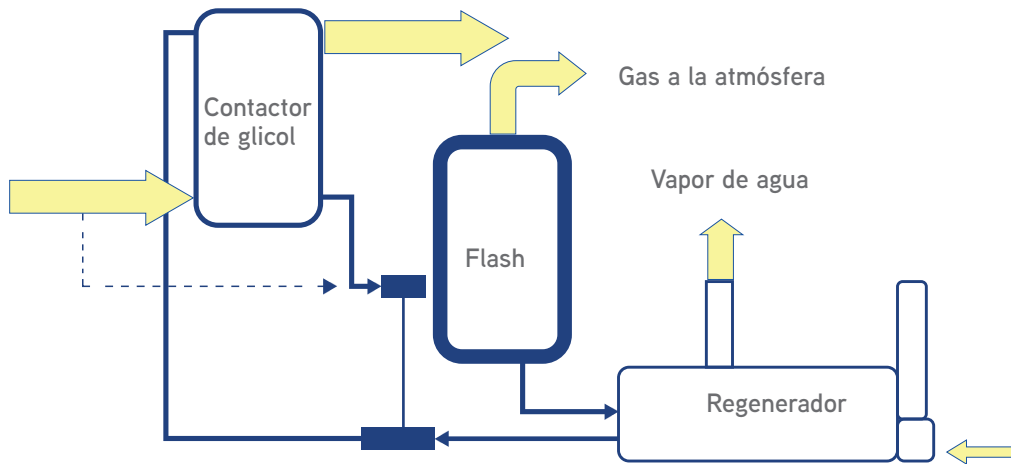 Contactor
de glicol
Gas a la atmósfera
Vapor de agua
Flash
Regenerador